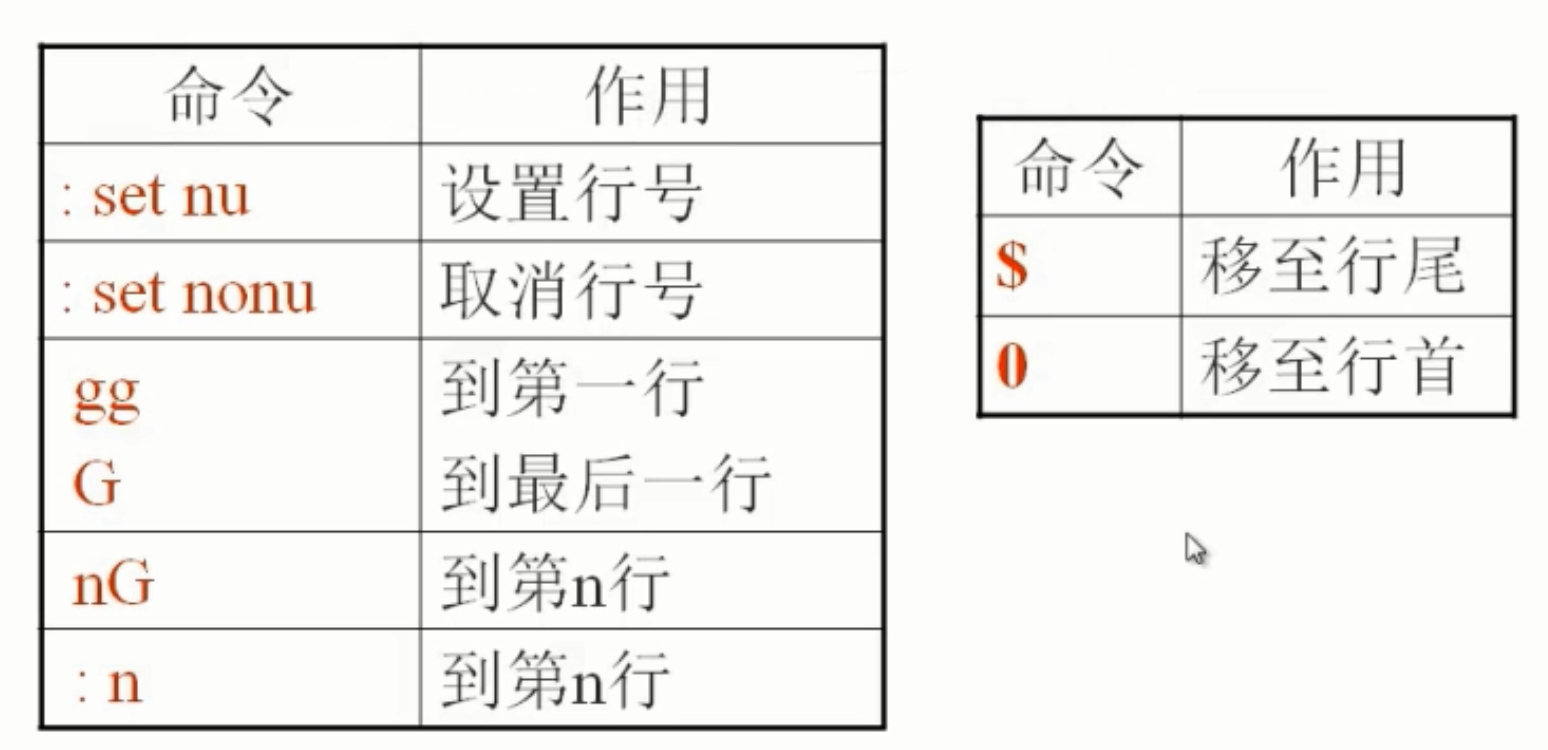 命令 作用
: set nu 设置行号
: set nonu 取消行号
gg 到第一行
G 到最后一行
nG 到第n行
: n 到第n行
命令 作用
$ 移至行尾
0 移至行首